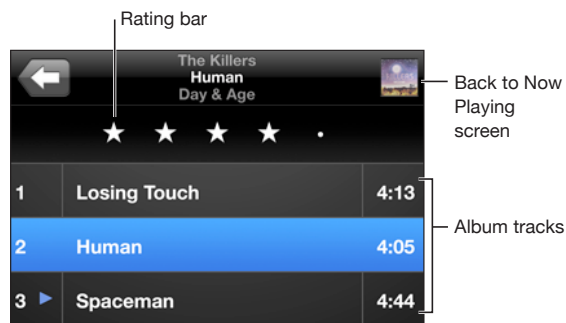 Rating bar
The Killers
Human
Day & Age
Back to Now
Playing
screen
1 Losing Touch 4:13
2 Human 4:05
3 Spaceman 4:44
Album tracks